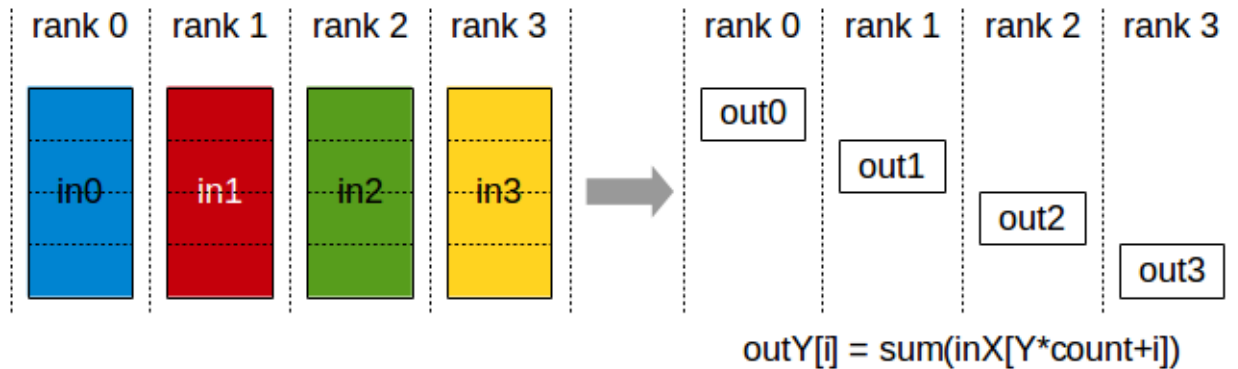 rank 0 rank 1 rank 2 rank 3 rank 0 rank 1 rank 2 rank 3
out0
out1
in0 in1 in2 in3
out2
out3
outY[i] = sum(inX[Y*count+i])